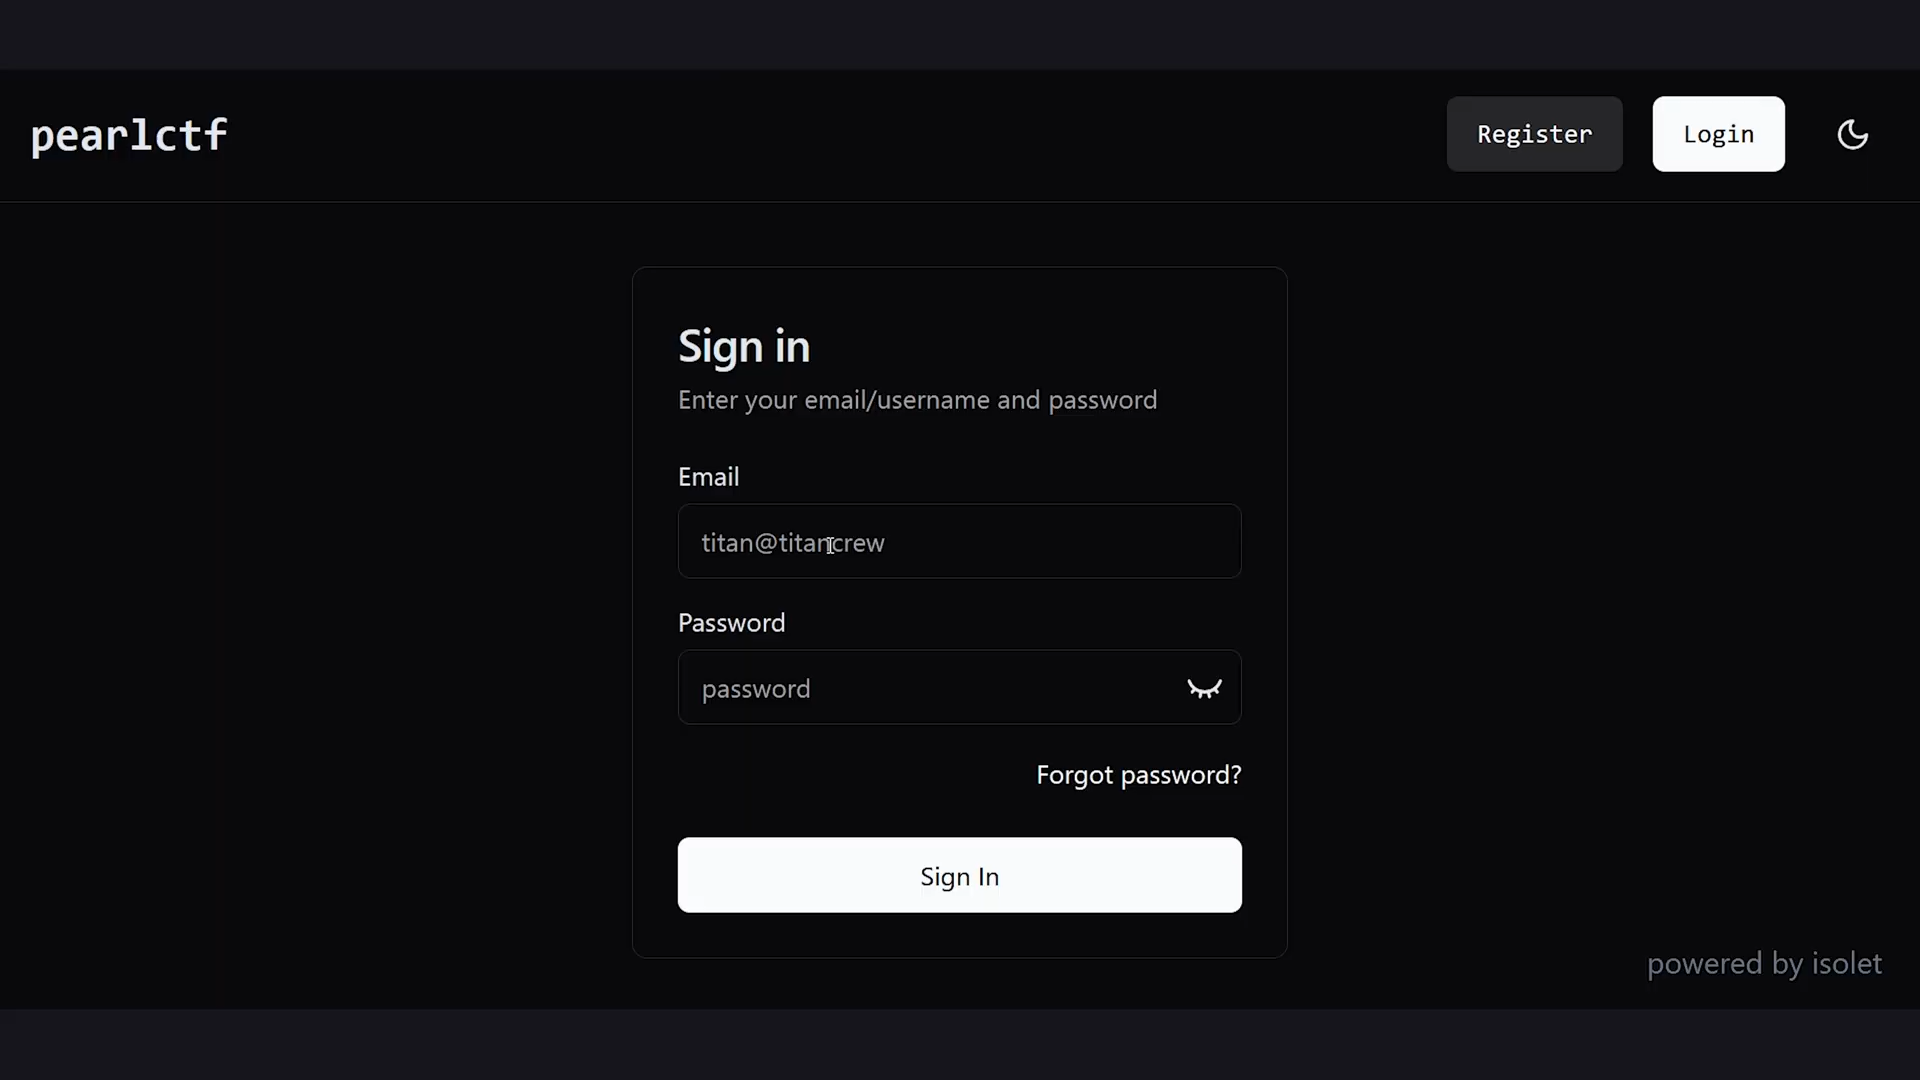 pearlctf
Register
Login
Sign in
Enter your email/username and password
Email
titan@titancrew
Password
password
Forgot password?
Sign In
powered by isolet